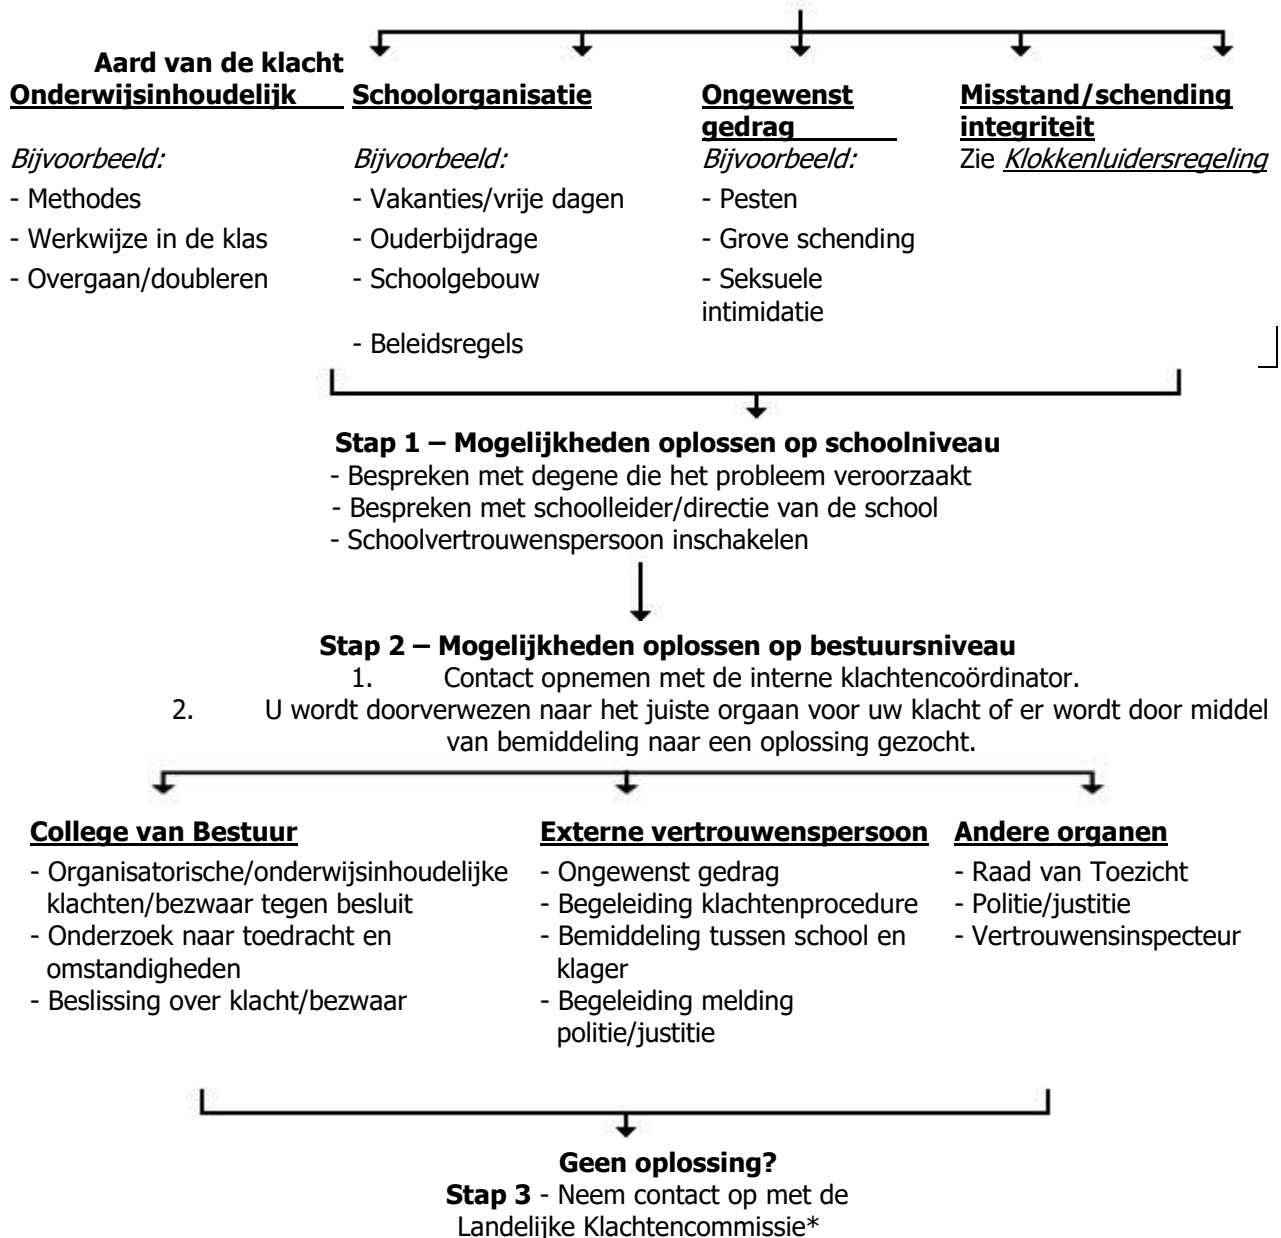 Aard van de klacht
Onderwijsinhoudelijk
Bijvoorbeeld:
- Methodes
- Werkwijze in de klas
- Overgaan/doubleren
Schoolorganisatie
Bijvoorbeeld:
- Vakanties/vrije dagen
- Ouderbijdrage
- Schoolgebouw
- Beleidsregels
Ongewenst
gedrag
Bijvoorbeeld:
- Pesten
- Grove schending
- Seksuele
intimidatie
Misstand/schending
integriteit
Zie Klokkenluidersregeling
Stap 1 – Mogelijkheden oplossen op schoolniveau
- Bespreken met degene die het probleem veroorzaakt
- Bespreken met schoolleider/directie van de school
- Schoolvertrouwenspersoon inschakelen
Stap 2 – Mogelijkheden oplossen op bestuursniveau
1. Contact opnemen met de interne klachtencoördinator.
2. U wordt doorverwezen naar het juiste orgaan voor uw klacht of er wordt door middel
van bemiddeling naar een oplossing gezocht.
College van Bestuur
- Organisatorische/onderwijsinhoudelijke
klachten/bezwaar tegen besluit
- Onderzoek naar toedracht en
omstandigheden
- Beslissing over klacht/bezwaar
Externe vertrouwenspersoon
- Ongewenst gedrag
- Begeleiding klachtenprocedure
- Bemiddeling tussen school en
klager
- Begeleiding melding
politie/justitie
Andere organen
- Raad van Toezicht
- Politie/justitie
- Vertrouwensinspecteur
Geen oplossing?
Stap 3 - Neem contact op met de
Landelijke Klachtencommissie*